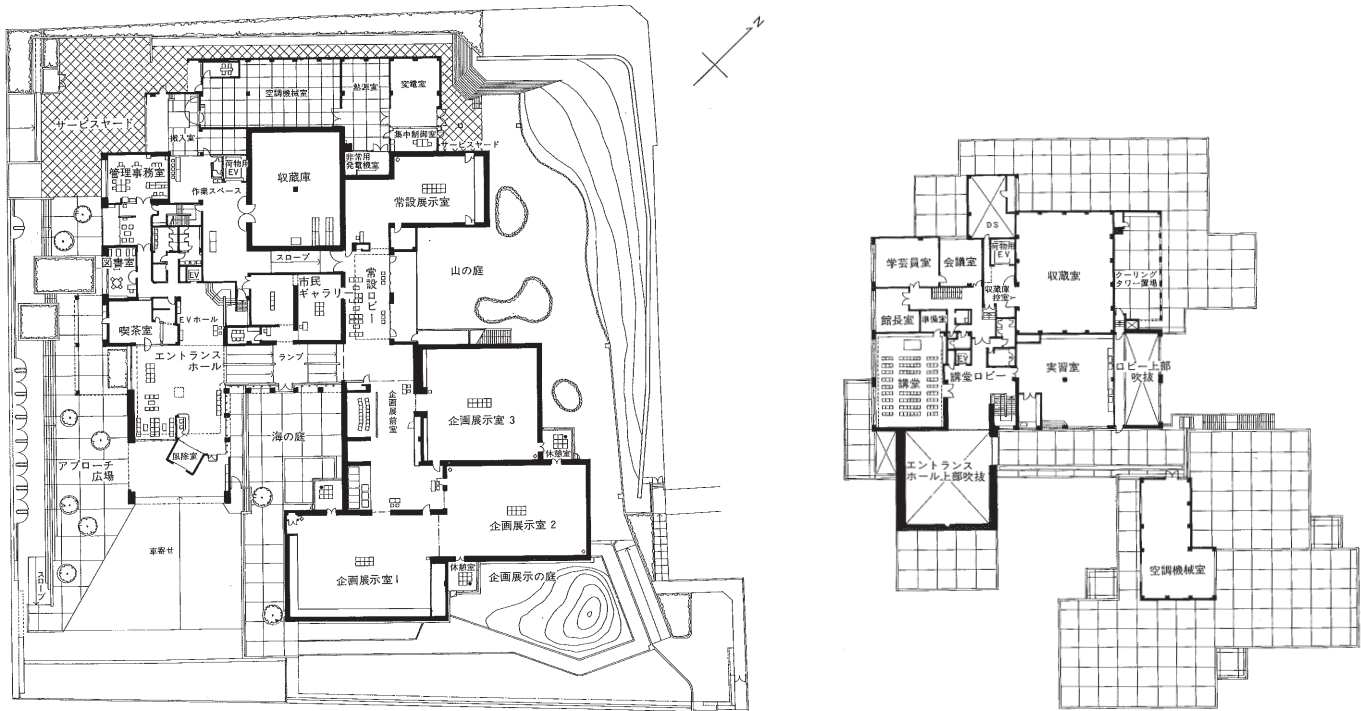 N
サービスヤード
空調機械室
熱源室
変電室
集中制御室
サービスヤード
搬入室
管理事務室
荷物用
EV
作業スペース
収蔵庫
非常用
発電機室
常設展示室
スロープ
図書室
EV
市民
ギャラリー
常設ロビー
山の庭
喫茶室
EVホール
エントランス
ホール
ランプ
企画展前室
企画展示室 3
海の庭
休憩室
風除室
アプローチ
広場
企画展示室 2
車寄せ
企画展示室 1
休憩室
企画展示の庭
スロープ
DS
学芸員室
会議室
荷物用
EV
収蔵室
クーリング
タワー置場
収蔵庫
控室
館長室
準備室
講堂
EV
講堂ロビー
実習室
ロビー上部
吹抜
エントランス
ホール上部吹抜
空調機械室